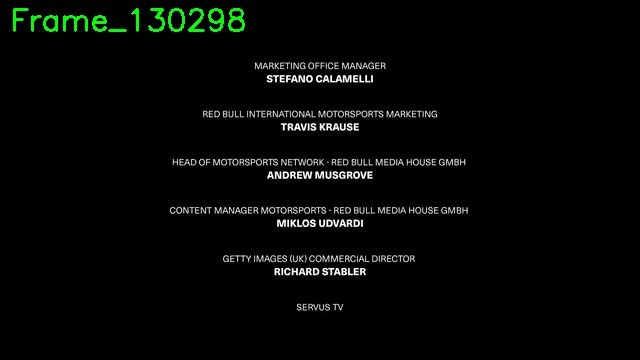 Frame_130298
MARKETING OFFICE MANAGER
STEFANO CALAMELLI
RED BULL INTERNATIONAL MOTORSPORTS MARKETING
TRAVIS KRAUSE
HEAD OF MOTORSPORTS NETWORK - RED BULL MEDIA HOUSE GMBH
ANDREW MUSGROVE
CONTENT MANAGER MOTORSPORTS - RED BULL MEDIA HOUSE GMBH
MIKLOS UDVARDI
GETTY IMAGES (UK) COMMERCIAL DIRECTOR
RICHARD STABLER
SERVUS TV